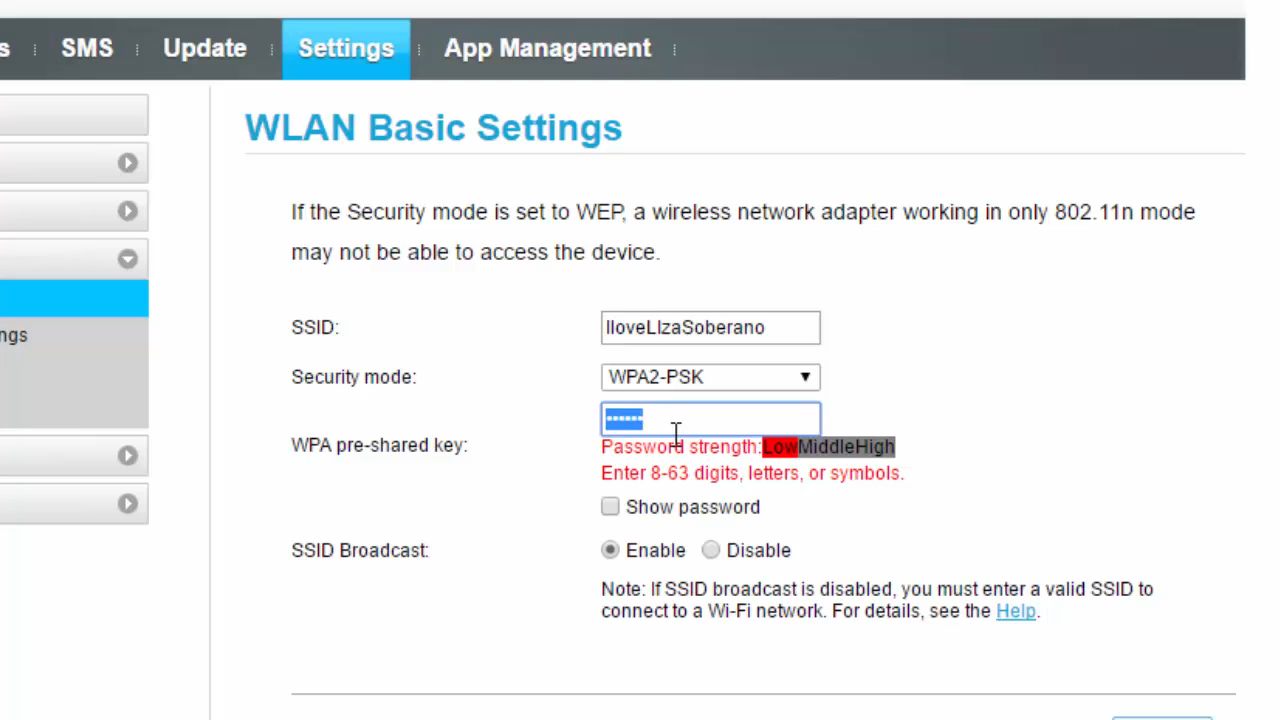 s SMS Update Settings App Management
WLAN Basic Settings
If the Security mode is set to WEP, a wireless network adapter working in only 802.11n mode
may not be able to access the device.
ngs
SSID: IloveLIzaSoberano
Security mode: WPA2-PSK
••••••
WPA pre-shared key: Password strength:LowMiddleHigh
Enter 8-63 digits, letters, or symbols.
Show password
SSID Broadcast: Enable Disable
Note: If SSID broadcast is disabled, you must enter a valid SSID to
connect to a Wi-Fi network. For details, see the Help.